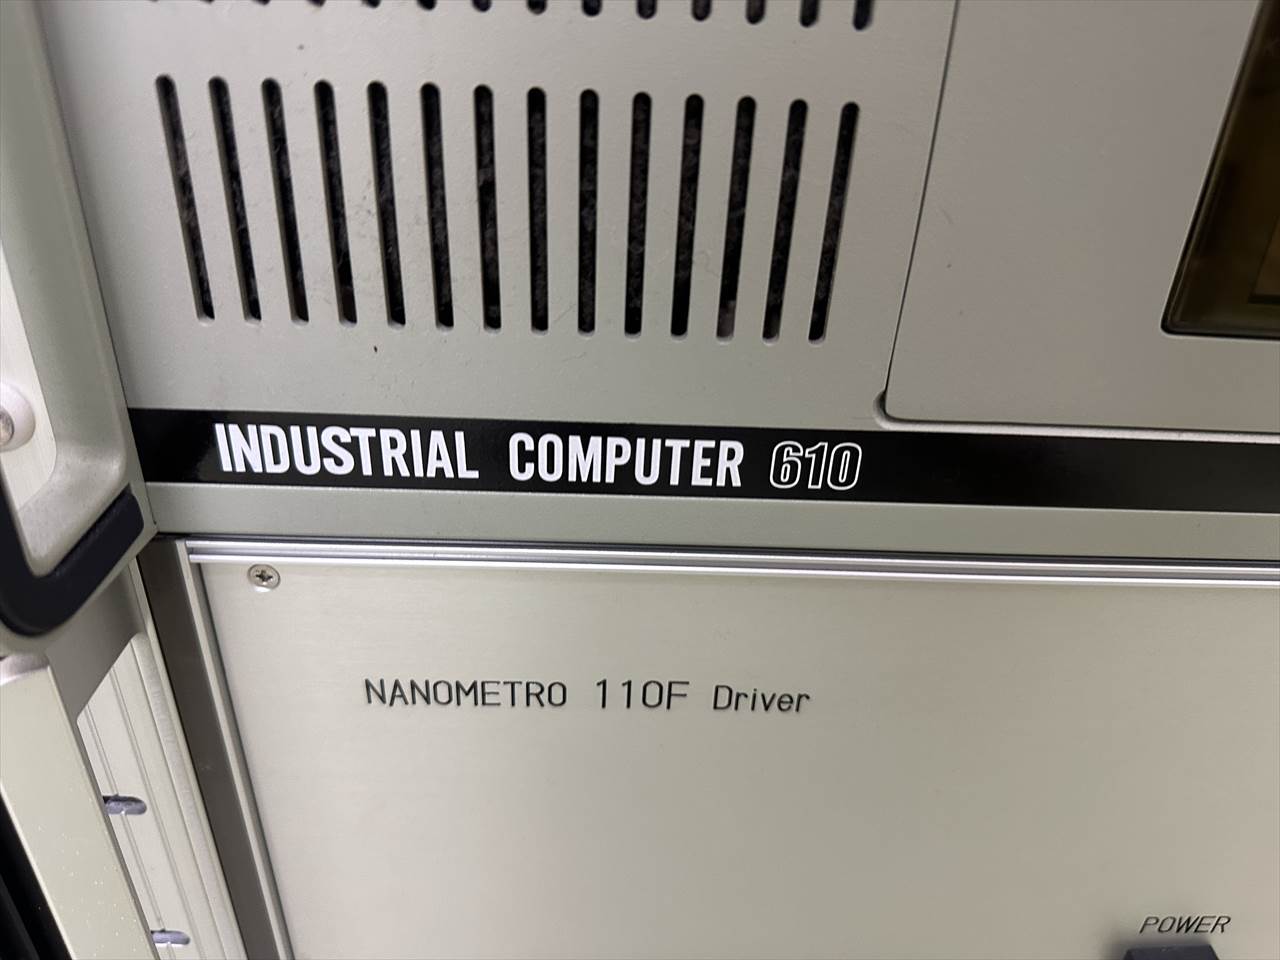 INDUSTRIAL COMPUTER 610
NANOMETRO 110F Driver
POWER